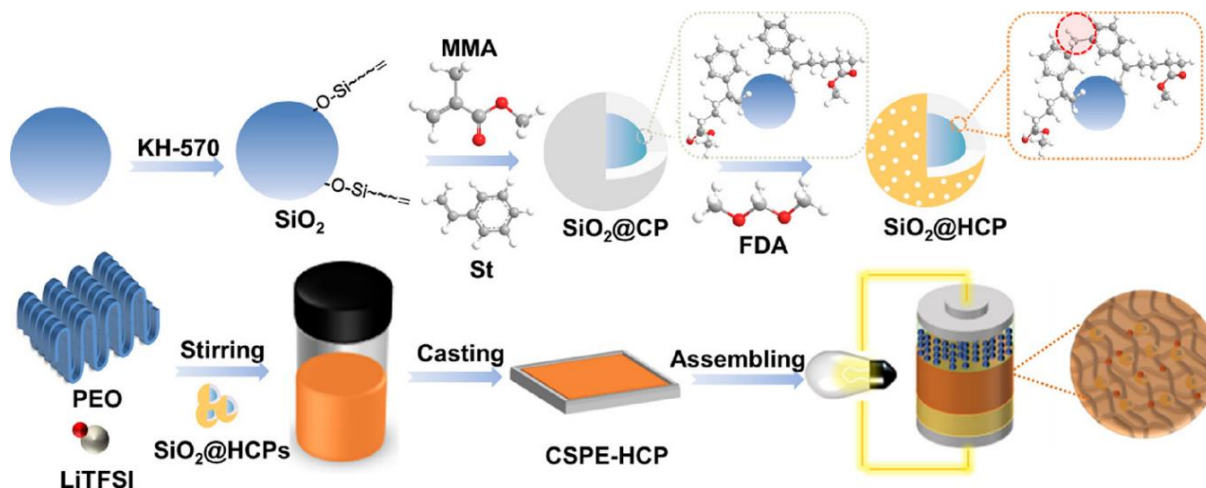 KH-570
-O-Si~~~~=
-O-Si~~~~=
SiO₂
MMA
St
SiO₂@CP
FDA
SiO₂@HCP
PEO
LiTFSI
Stirring
SiO₂@HCPs
Casting
CSPE-HCP
Assembling